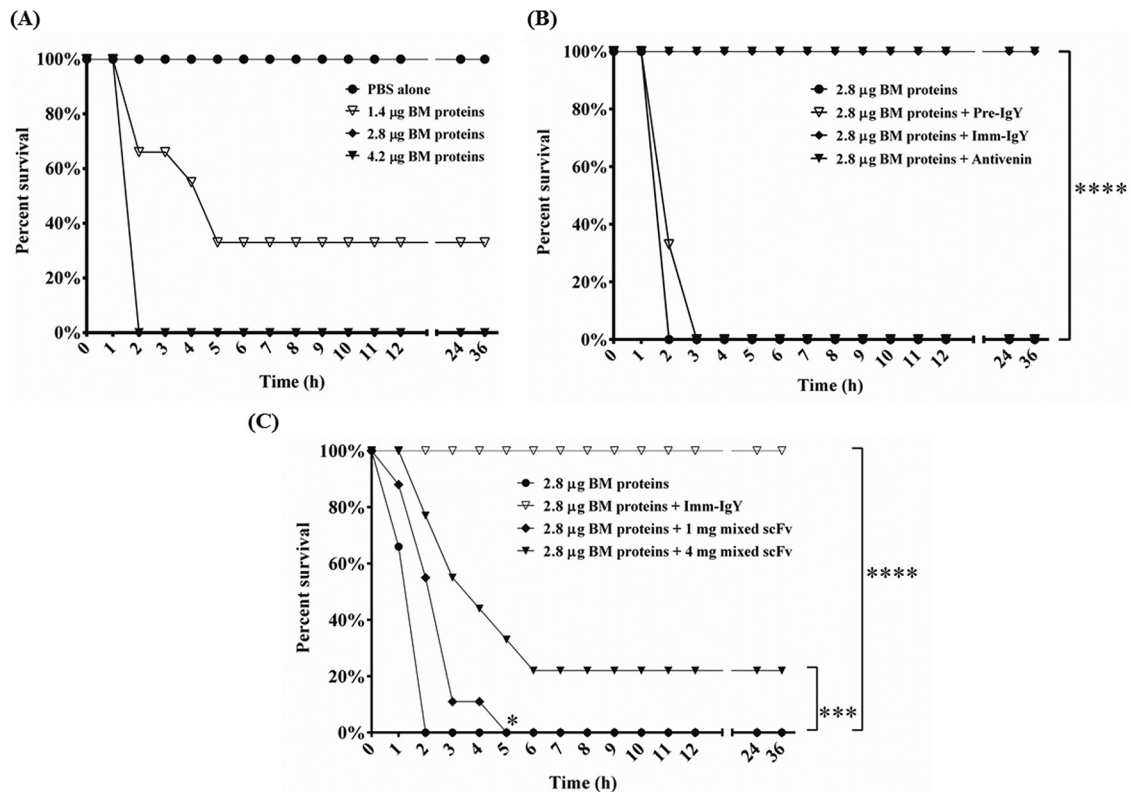 (A)
100%
80%
60%
40%
20%
0%
Percent survival
PBS alone
1.4 μg BM proteins
2.8 μg BM proteins
4.2 μg BM proteins
0 1 2 3 4 5 6 7 8 9 10 11 12 24 36
Time (h)
(B)
100%
80%
60%
40%
20%
0%
Percent survival
2.8 μg BM proteins
2.8 μg BM proteins + Pre-IgY
2.8 μg BM proteins + Imm-IgY
2.8 μg BM proteins + Antivenin
****
0 1 2 3 4 5 6 7 8 9 10 11 12 24 36
Time (h)
(C)
100%
80%
60%
40%
20%
0%
Percent survival
2.8 μg BM proteins
2.8 μg BM proteins + Imm-IgY
2.8 μg BM proteins + 1 mg mixed scFv
2.8 μg BM proteins + 4 mg mixed scFv
****
***
*
0 1 2 3 4 5 6 7 8 9 10 11 12 24 36
Time (h)